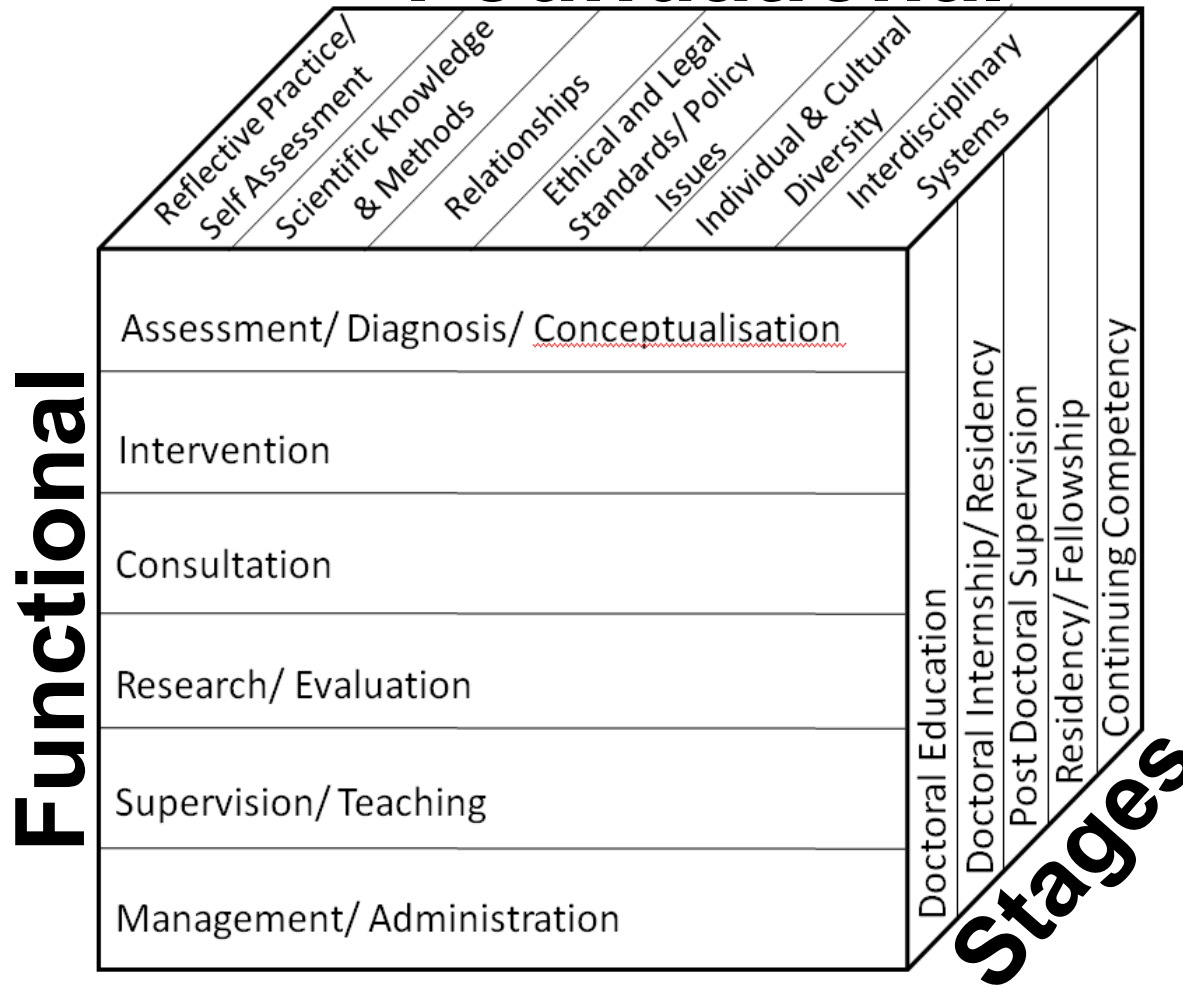 Foundational
Reflective Practice/
Self Assessment
Scientific Knowledge
& Methods
Relationships
Ethical and Legal
Standards/ Policy
Issues
Individual & Cultural
Diversity
Interdisciplinary
Systems
Functional
Assessment/ Diagnosis/ Conceptualisation
Intervention
Consultation
Research/ Evaluation
Supervision/ Teaching
Management/ Administration
Doctoral Education
Doctoral Internship/ Residency
Post Doctoral Supervision
Residency/ Fellowship
Continuing Competency
Stages